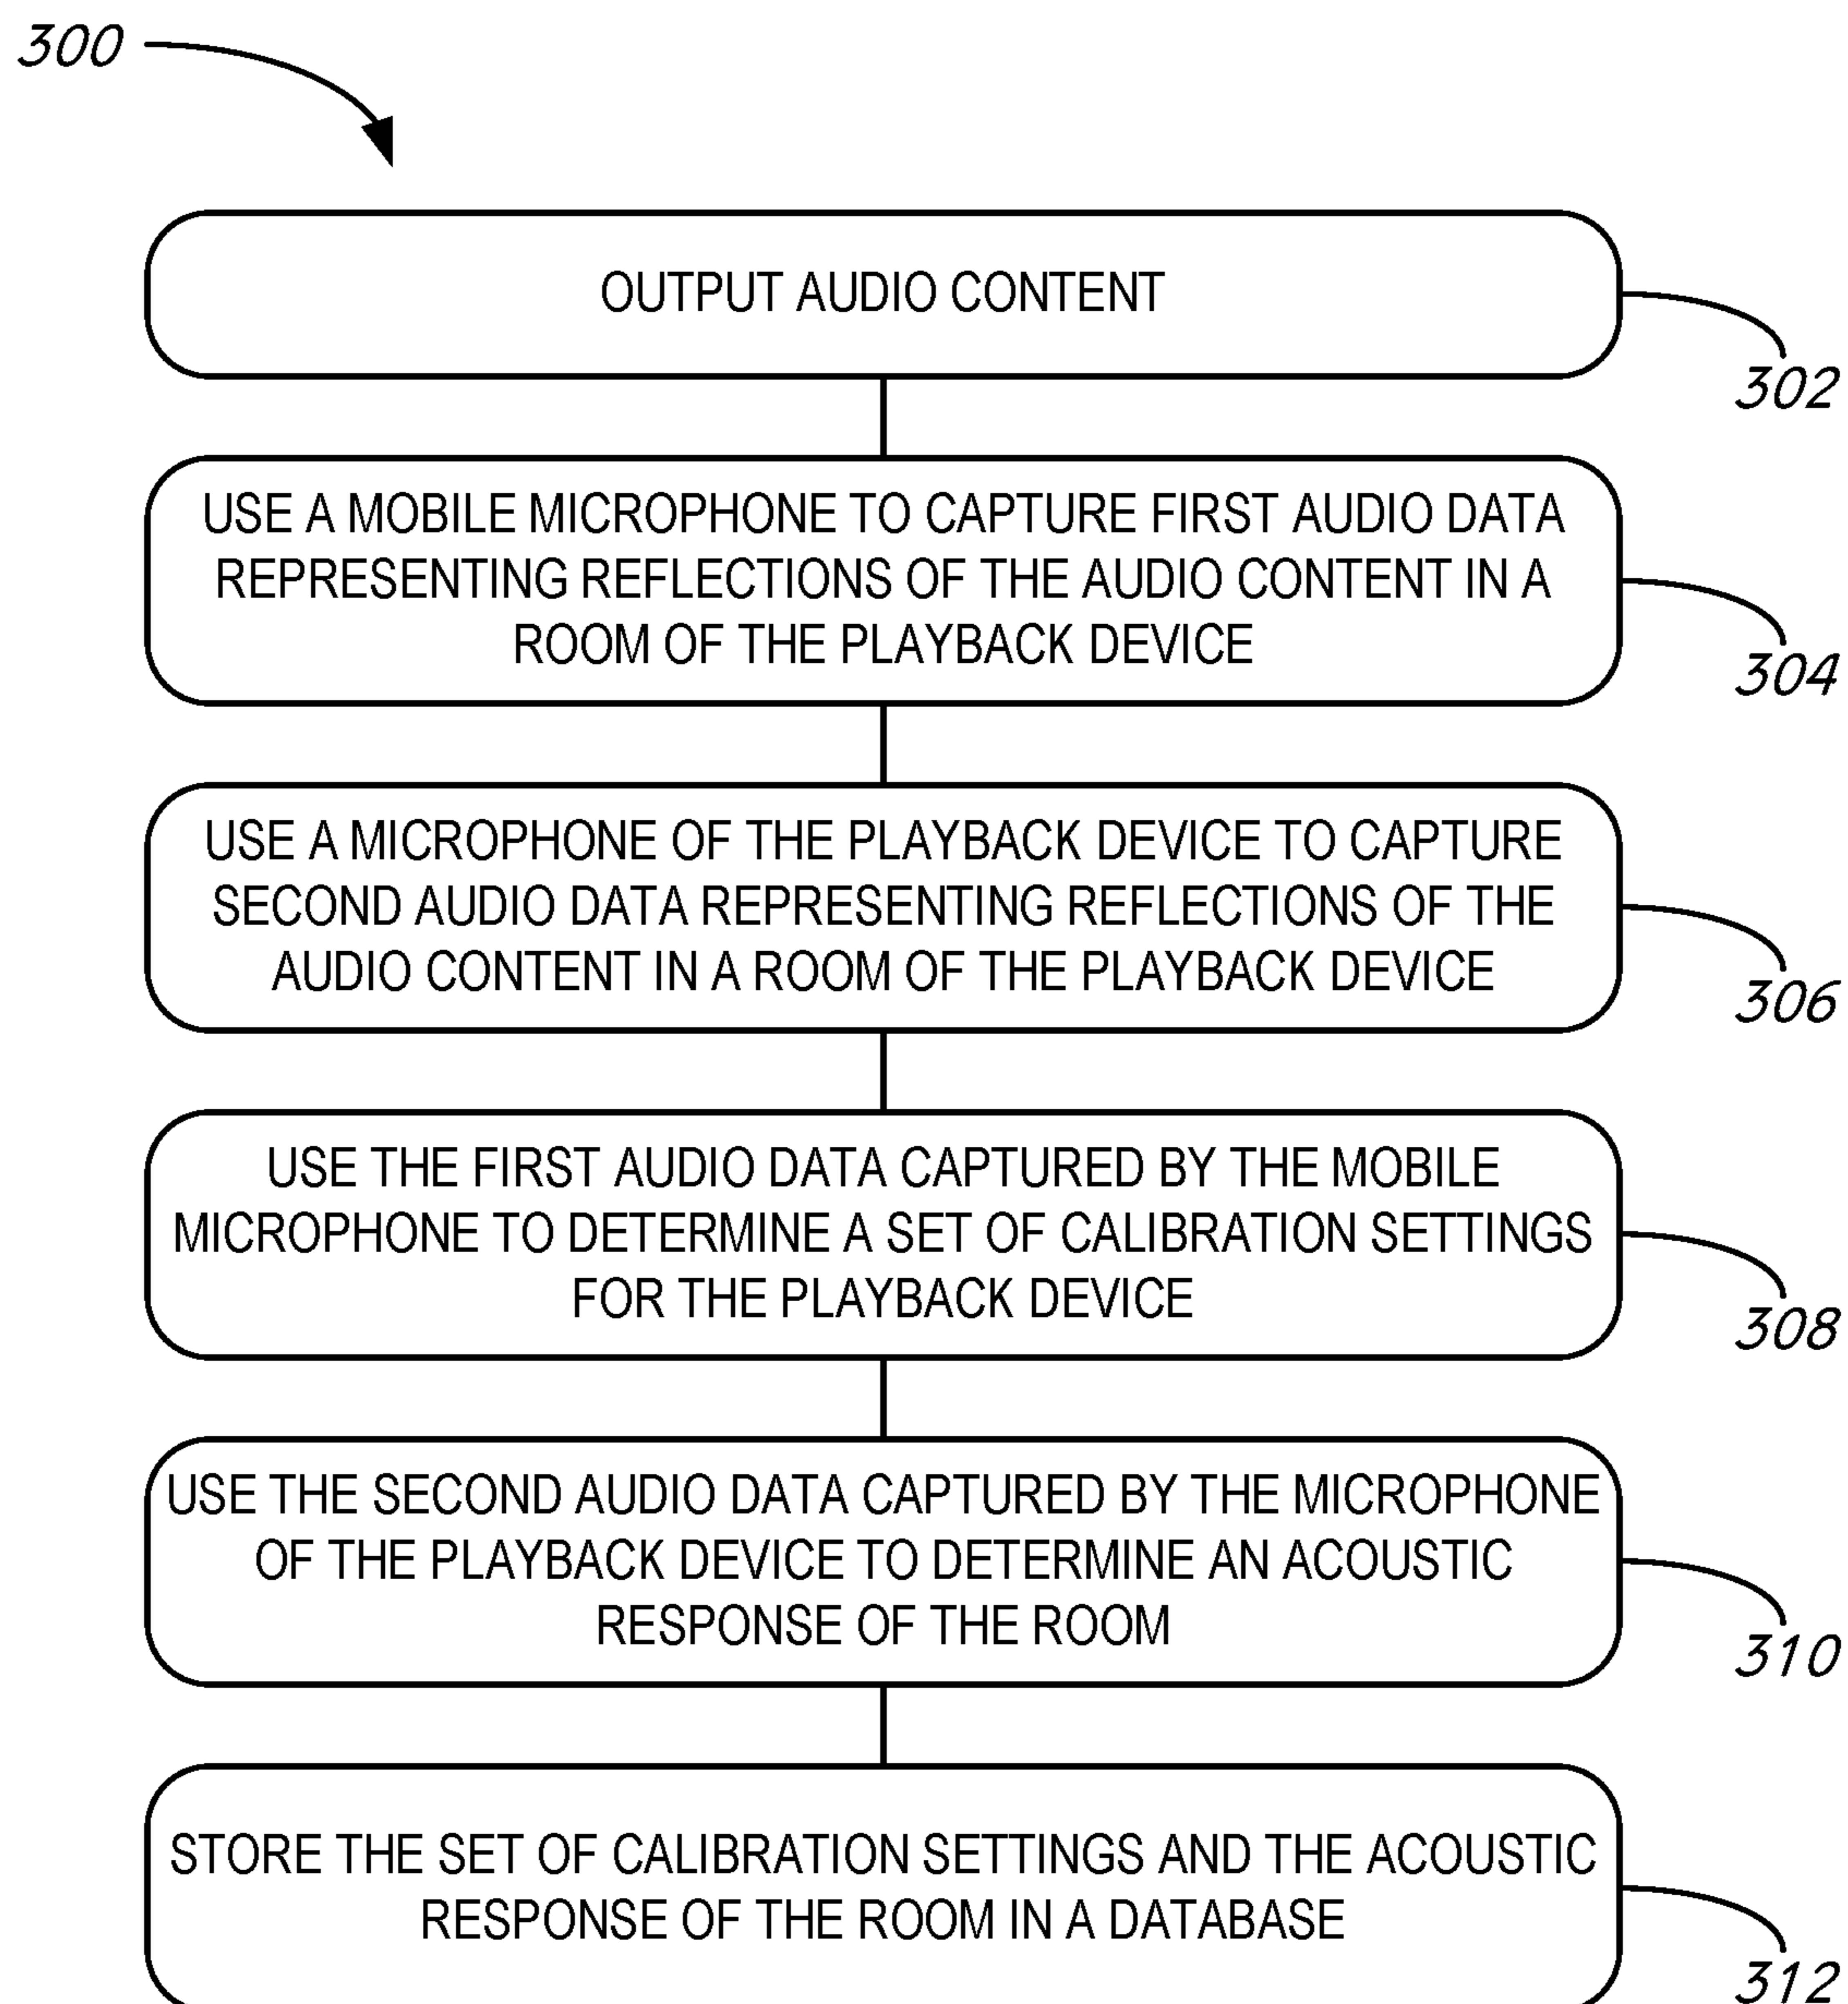 300
OUTPUT AUDIO CONTENT
302
USE A MOBILE MICROPHONE TO CAPTURE FIRST AUDIO DATA
REPRESENTING REFLECTIONS OF THE AUDIO CONTENT IN A
ROOM OF THE PLAYBACK DEVICE
304
USE A MICROPHONE OF THE PLAYBACK DEVICE TO CAPTURE
SECOND AUDIO DATA REPRESENTING REFLECTIONS OF THE
AUDIO CONTENT IN A ROOM OF THE PLAYBACK DEVICE
306
USE THE FIRST AUDIO DATA CAPTURED BY THE MOBILE
MICROPHONE TO DETERMINE A SET OF CALIBRATION SETTINGS
FOR THE PLAYBACK DEVICE
308
USE THE SECOND AUDIO DATA CAPTURED BY THE MICROPHONE
OF THE PLAYBACK DEVICE TO DETERMINE AN ACOUSTIC
RESPONSE OF THE ROOM
310
STORE THE SET OF CALIBRATION SETTINGS AND THE ACOUSTIC
RESPONSE OF THE ROOM IN A DATABASE
312